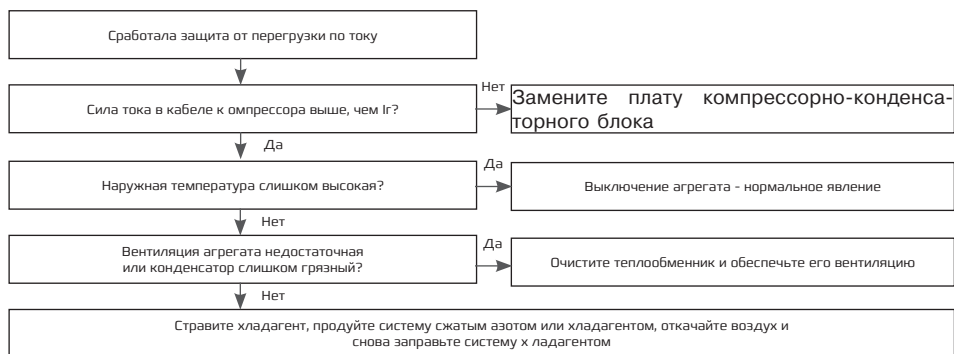 Сработала защита от перегрузки по току
Сила тока в кабеле к омпрессора выше, чем Ir?
Нет
Замените плату компрессорно-конденса-
торного блока
Да
Наружная температура слишком высокая?
Да
Выключение агрегата - нормальное явление
Нет
Вентиляция агрегата недостаточная
или конденсатор слишком грязный?
Да
Очистите теплообменник и обеспечьте его вентиляцию
Нет
Стравите хладагент, продуйте систему сжатым азотом или хладагентом, откачайте воздух и
снова заправьте систему х ладагентом